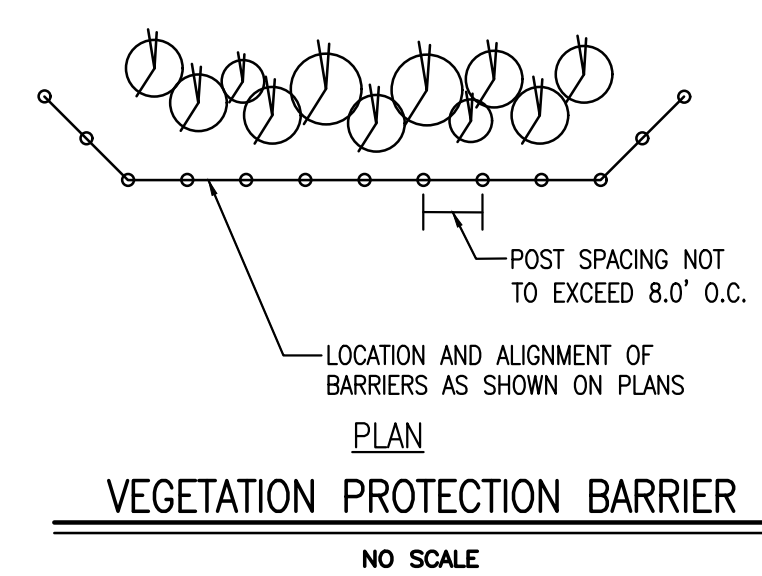 POST SPACING NOT
TO EXCEED 8.0' O.C.
LOCATION AND ALIGNMENT OF
BARRIERS AS SHOWN ON PLANS
PLAN
VEGETATION PROTECTION BARRIER
NO SCALE